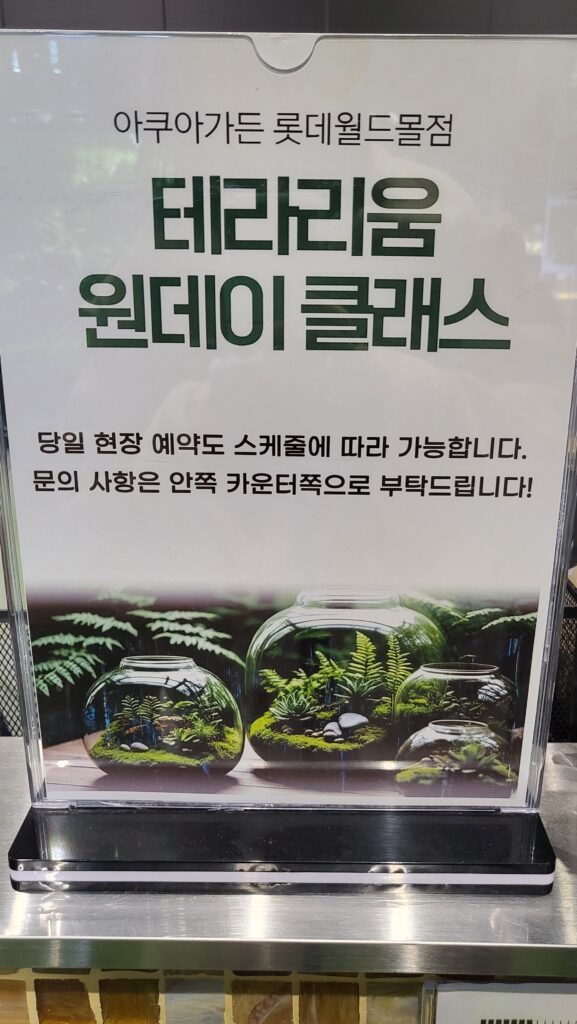 아쿠아가든 롯데월드몰점
테라리움
원데이 클래스
당일 현장 예약도 스케줄에 따라 가능합니다.
문의 사항은 안쪽 카운터쪽으로 부탁드립니다!